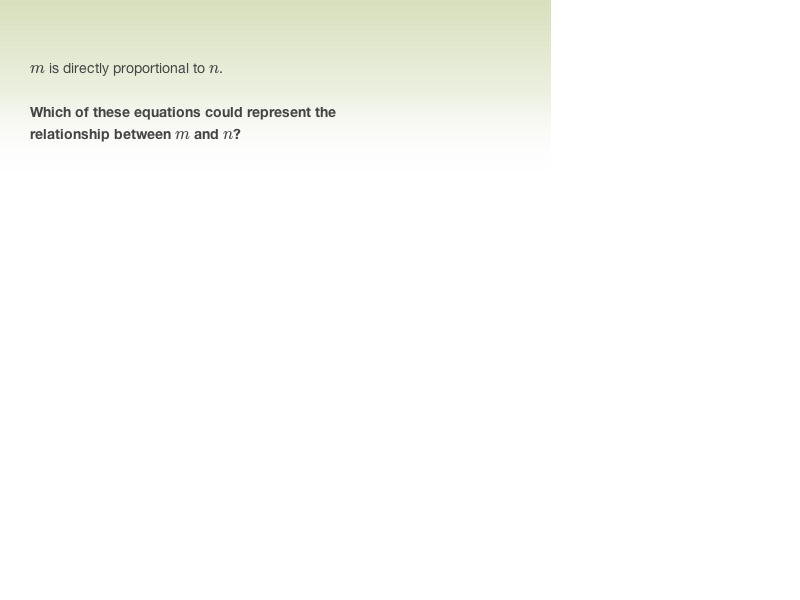 m is directly proportional to n.
Which of these equations could represent the
relationship between m and n?